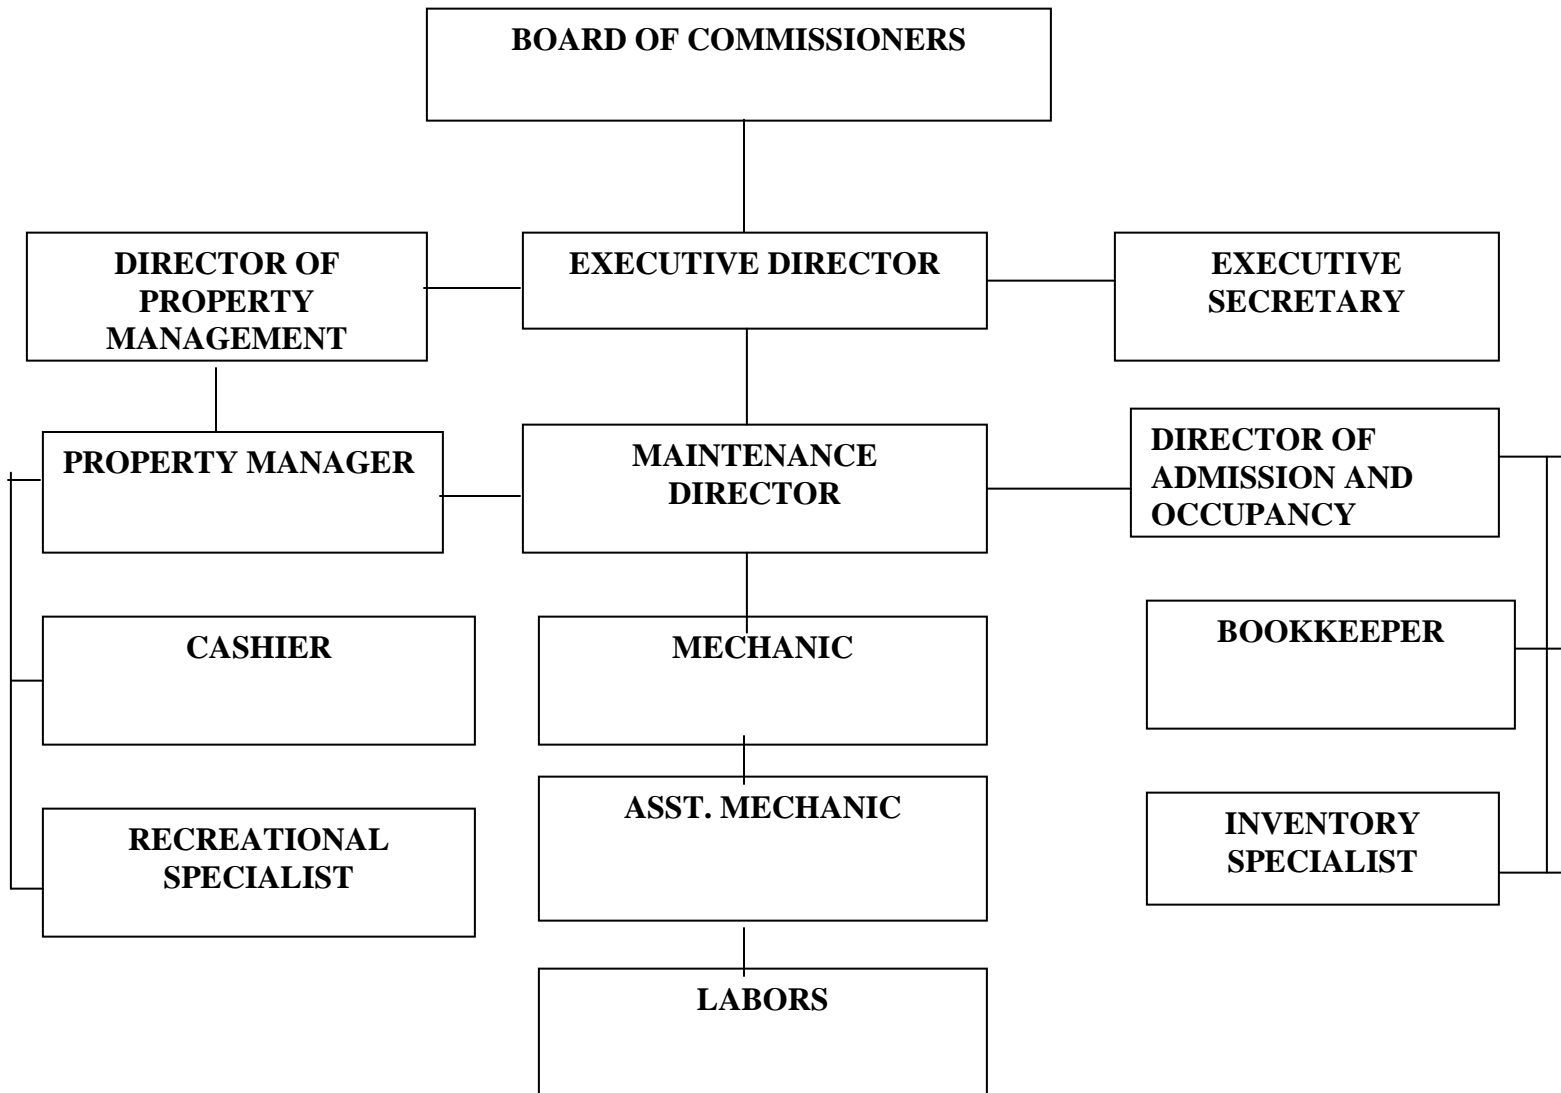 BOARD OF COMMISSIONERS
DIRECTOR OF
PROPERTY
MANAGEMENT
EXECUTIVE DIRECTOR
EXECUTIVE
SECRETARY
PROPERTY MANAGER
MAINTENANCE
DIRECTOR
DIRECTOR OF
ADMISSION AND
OCCUPANCY
CASHIER
MECHANIC
BOOKKEEPER
RECREATIONAL
SPECIALIST
ASST. MECHANIC
INVENTORY
SPECIALIST
LABORS